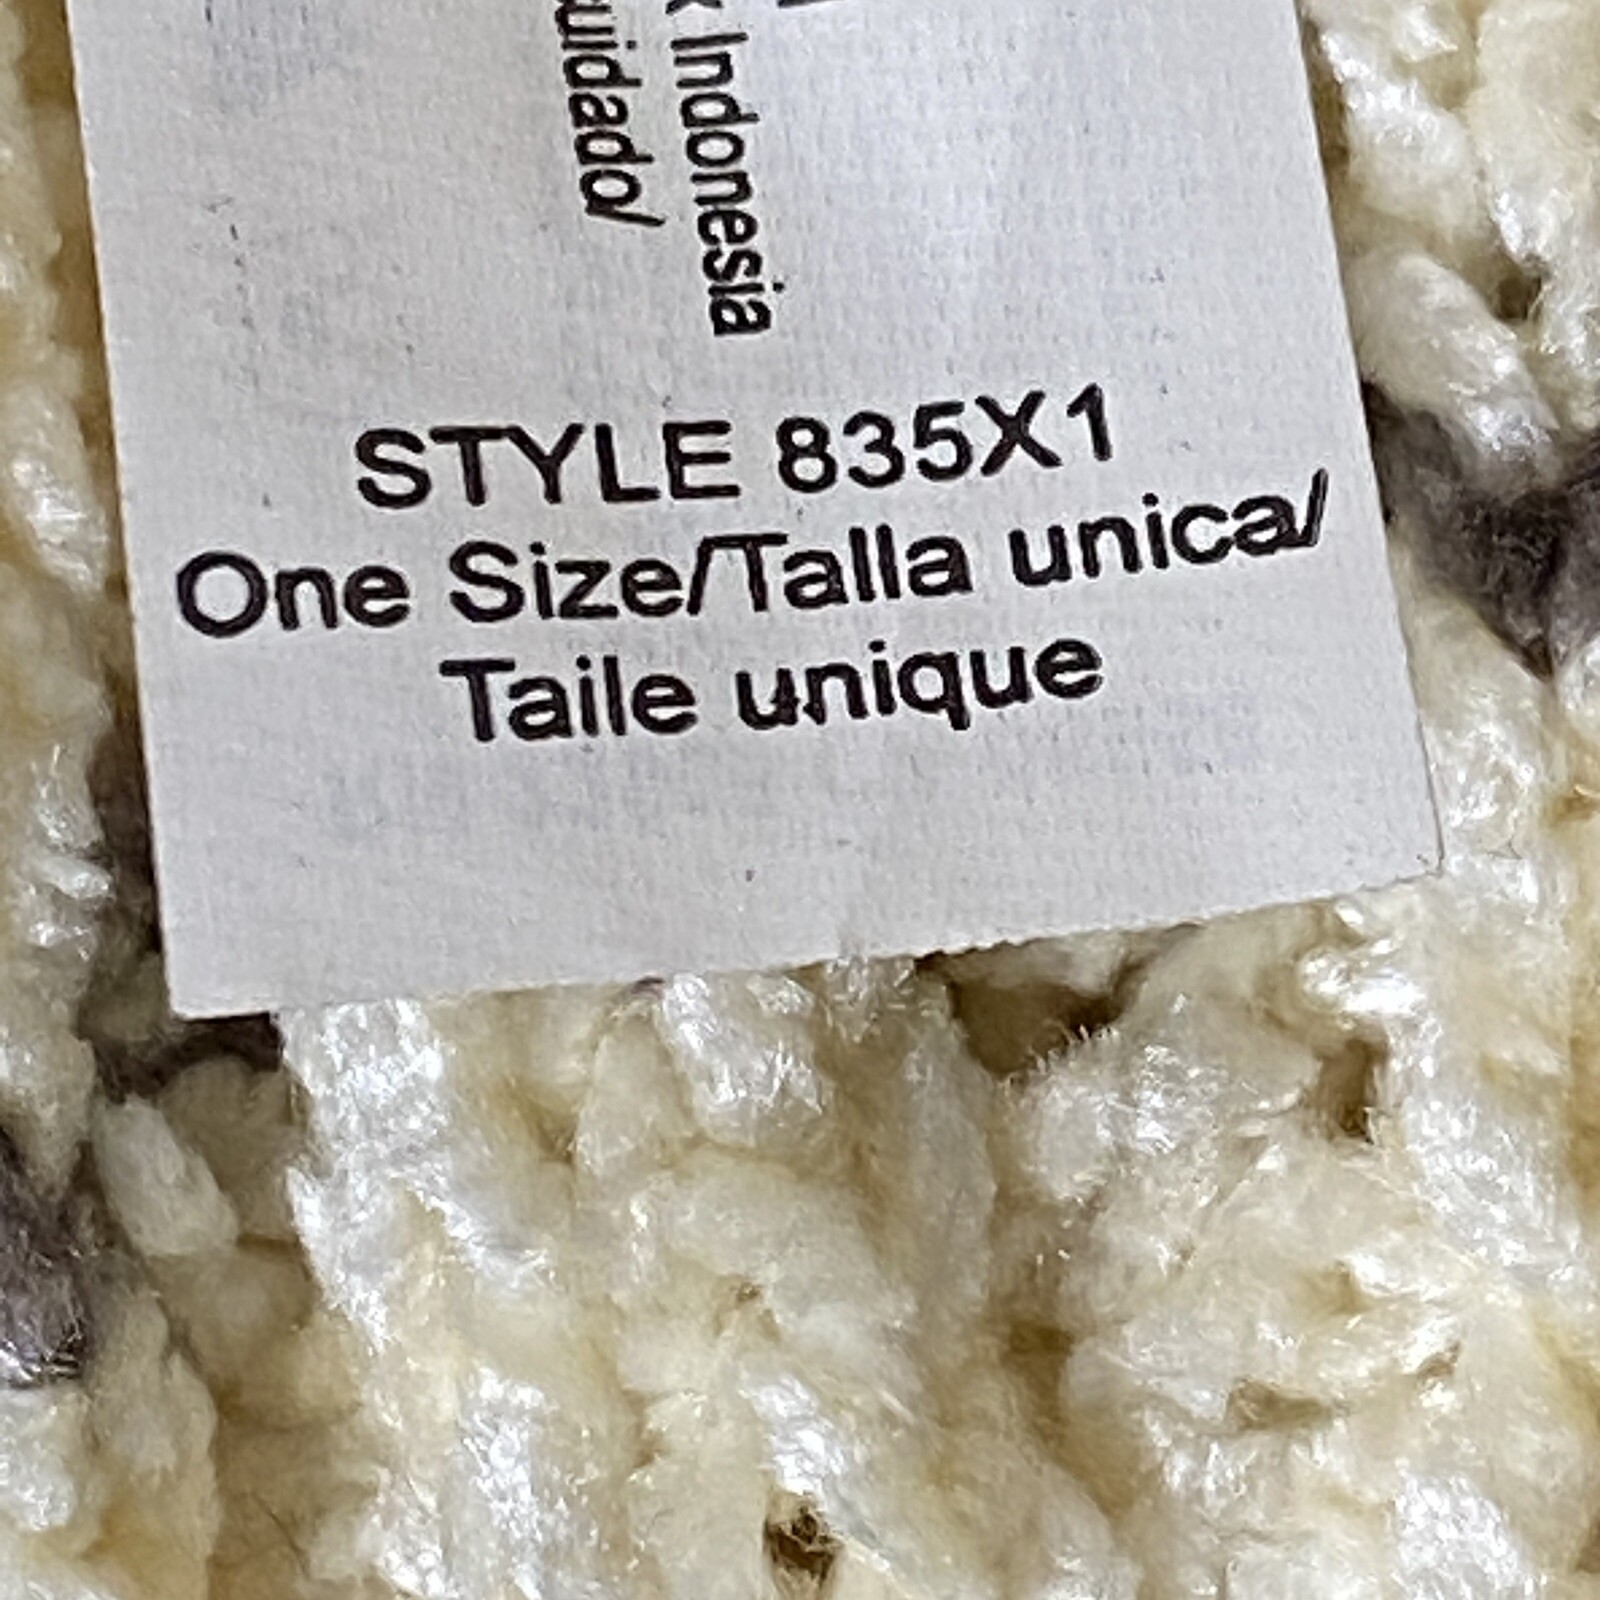 Indonesia
STYLE 835X1
One Size/Talla unica/
Taile unique